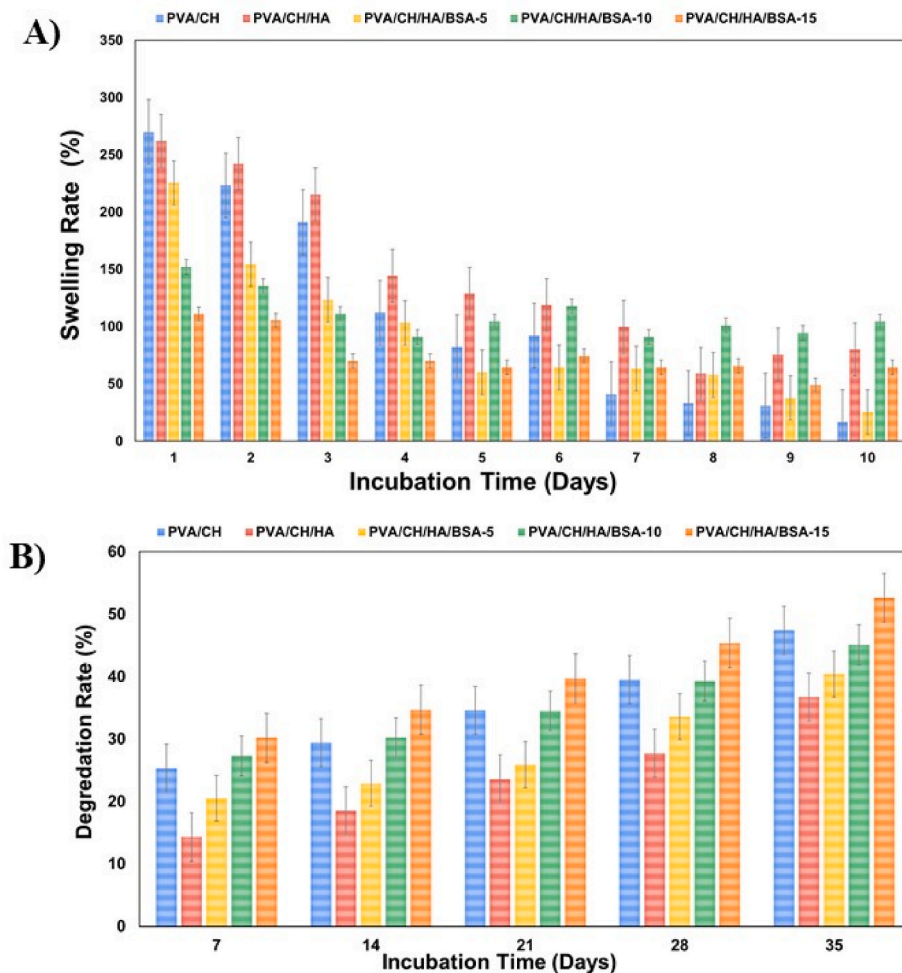 PVA/CH PVA/CH/HA PVA/CH/HA/BSA-5 PVA/CH/HA/BSA-10 PVA/CH/HA/BSA-15
A)
350
300
250
200
150
100
50
0
Swelling Rate (%)
1 2 3 4 5 6 7 8 9 10
Incubation Time (Days)
PVA/CH PVA/CH/HA PVA/CH/HA/BSA-5 PVA/CH/HA/BSA-10 PVA/CH/HA/BSA-15
B)
60
50
40
30
20
10
0
Degredation Rate (%)
7 14 21 28 35
Incubation Time (Days)